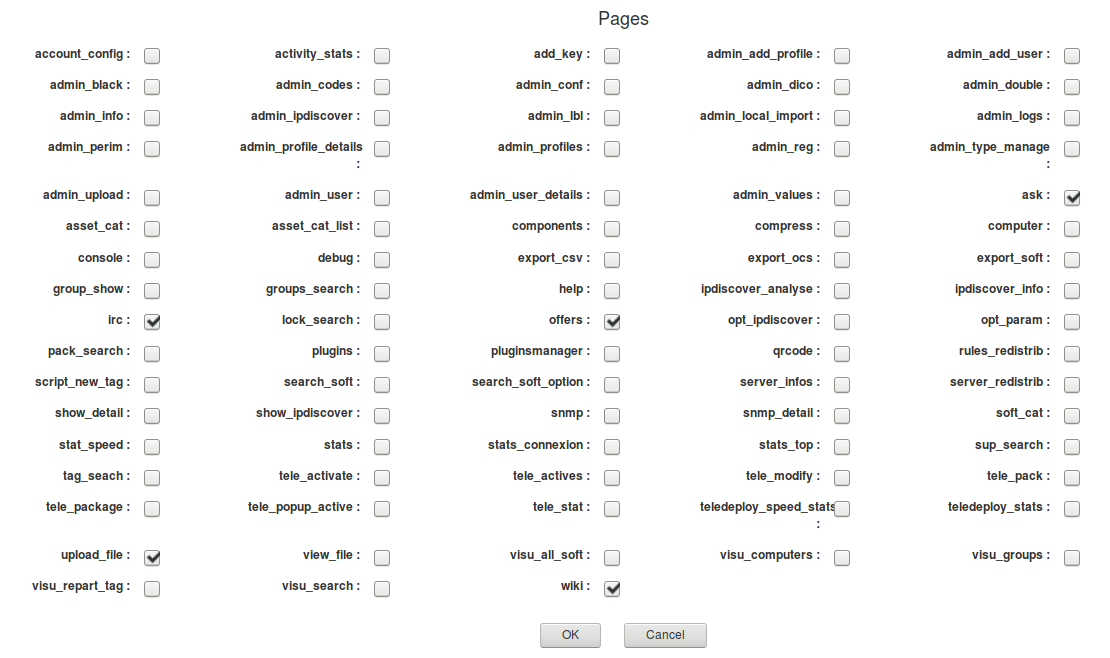 Pages
account_config : activity_stats : add_key : admin_add_profile : admin_add_user :
admin_black : admin_codes : admin_conf : admin_dico : admin_double :
admin_info : admin_ipdiscover : admin_lbl : admin_local_import : admin_logs :
admin_perim : admin_profile_details : admin_profiles : admin_reg : admin_type_manage :
admin_upload : admin_user : admin_user_details : admin_values : ask :
asset_cat : asset_cat_list : components : compress : computer :
console : debug : export_csv : export_ocs : export_soft :
group_show : groups_search : help : ipdiscover_analyse : ipdiscover_info :
irc : lock_search : offers : opt_ipdiscover : opt_param :
pack_search : plugins : pluginsmanager : qrcode : rules_redistrib :
script_new_tag : search_soft : search_soft_option : server_infos : server_redistrib :
show_detail : show_ipdiscover : snmp : snmp_detail : soft_cat :
stat_speed : stats : stats_connexion : stats_top : sup_search :
tag_seach : tele_activate : tele_actives : tele_modify : tele_pack :
tele_package : tele_popup_active : tele_stat : teledeploy_speed_stats : teledeploy_stats :
upload_file : view_file : visu_all_soft : visu_computers : visu_groups :
visu_repart_tag : visu_search : wiki :
OK Cancel